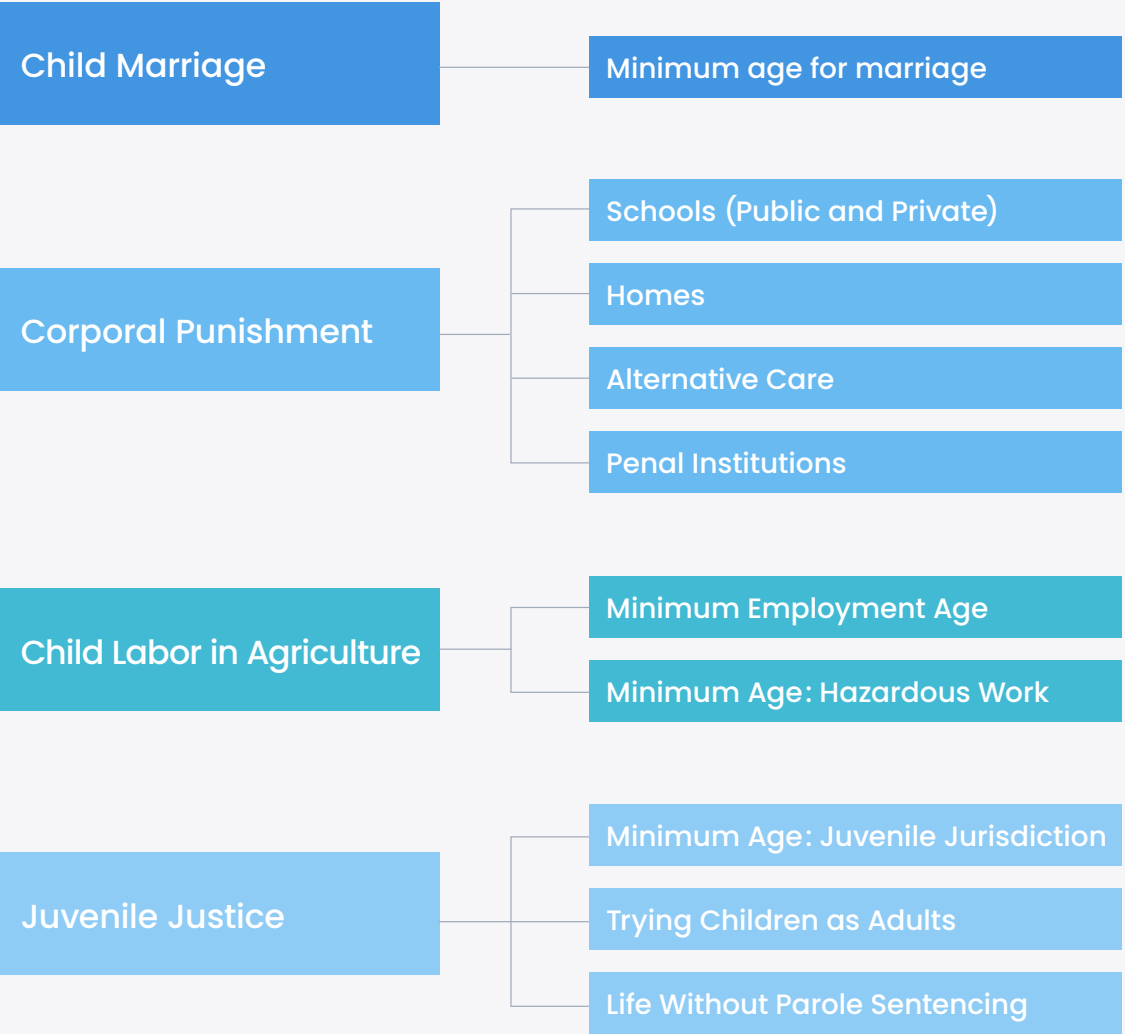 Child Marriage
Minimum age for marriage
Corporal Punishment
Schools (Public and Private)
Homes
Alternative Care
Penal Institutions
Child Labor in Agriculture
Minimum Employment Age
Minimum Age: Hazardous Work
Juvenile Justice
Minimum Age: Juvenile Jurisdiction
Trying Children as Adults
Life Without Parole Sentencing